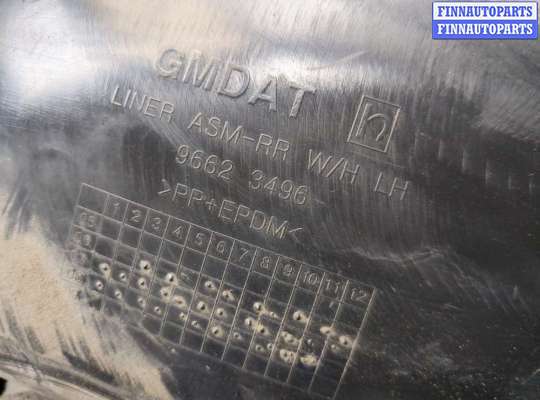 FINNAUTOPARTS
FINNAUTOPARTS
GMDAT
LINER ASM-RR W/H LH
9662 3496
>PP+EPDM<
1 2 3 4 5 6 7 8 9 10 11 12